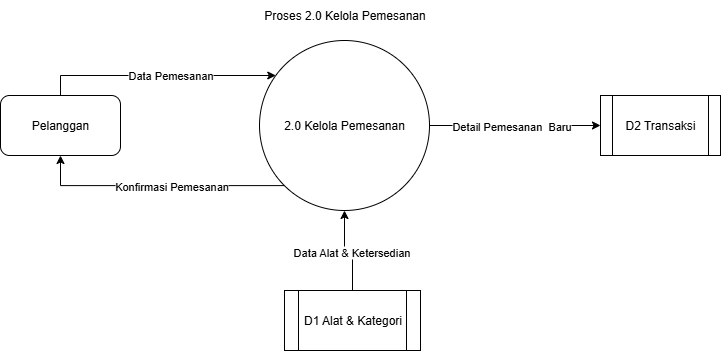 Proses 2.0 Kelola Pemesanan
Data Pemesanan
Pelanggan
2.0 Kelola Pemesanan
Detail Pemesanan  Baru
D2 Transaksi
Konfirmasi Pemesanan
Data Alat & Ketersedian
D1 Alat & Kategori